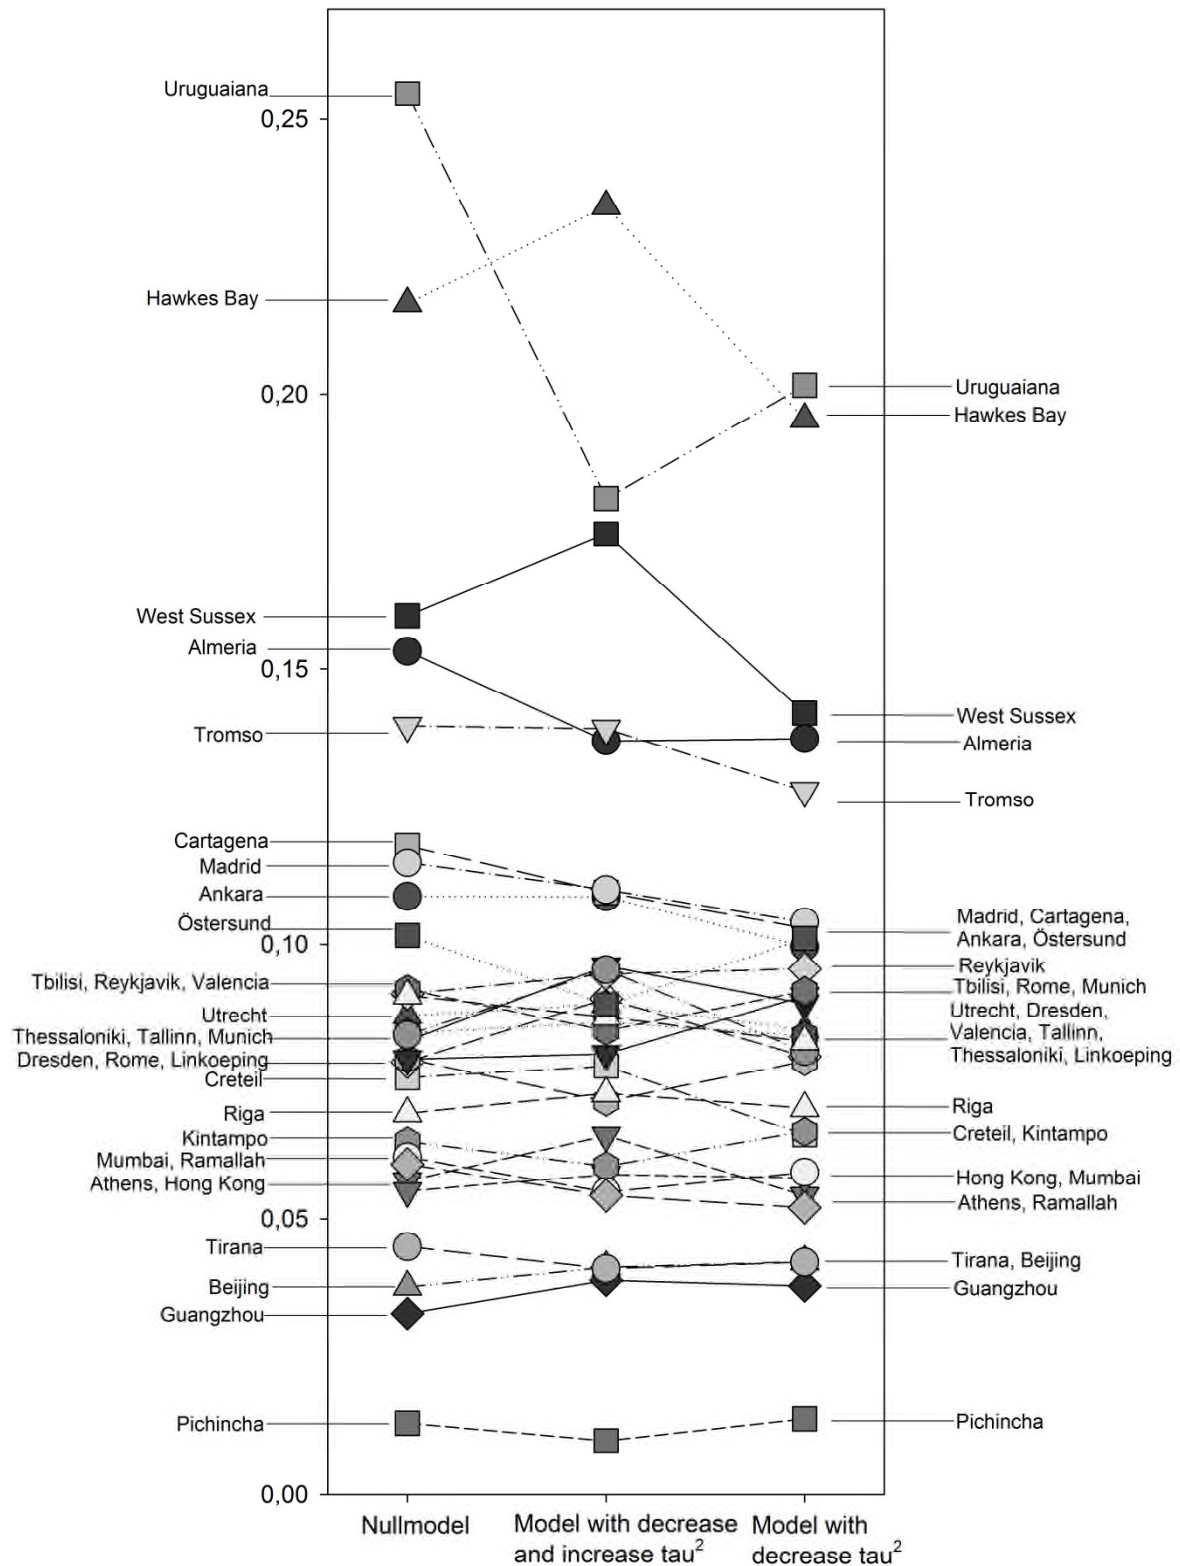 Uruguaiana
0,25
Hawkes Bay
0,20
Uruguaiana
Hawkes Bay
West Sussex
Almeria
0,15
Tromso
West Sussex
Almeria
Tromso
Cartagena
Madrid
Ankara
Östersund
0,10
Madrid, Cartagena,
Ankara, Östersund
Reykjavik
Tbilisi, Reykjavik, Valencia
Tbilisi, Rome, Munich
Utrecht
Utrecht, Dresden,
Thessaloniki, Tallinn, Munich
Valencia, Tallinn,
Dresden, Rome, Linkoeping
Thessaloniki, Linkoeping
Creteil
Riga
Riga
Kintampo
Creteil, Kintampo
Mumbai, Ramallah
Athens, Hong Kong
Hong Kong, Mumbai
Athens, Ramallah
0,05
Tirana
Tirana, Beijing
Beijing
Guangzhou
Guangzhou
Pichincha
Pichincha
0,00
Nullmodel
Model with decrease
and increase tau²
Model with
decrease tau²